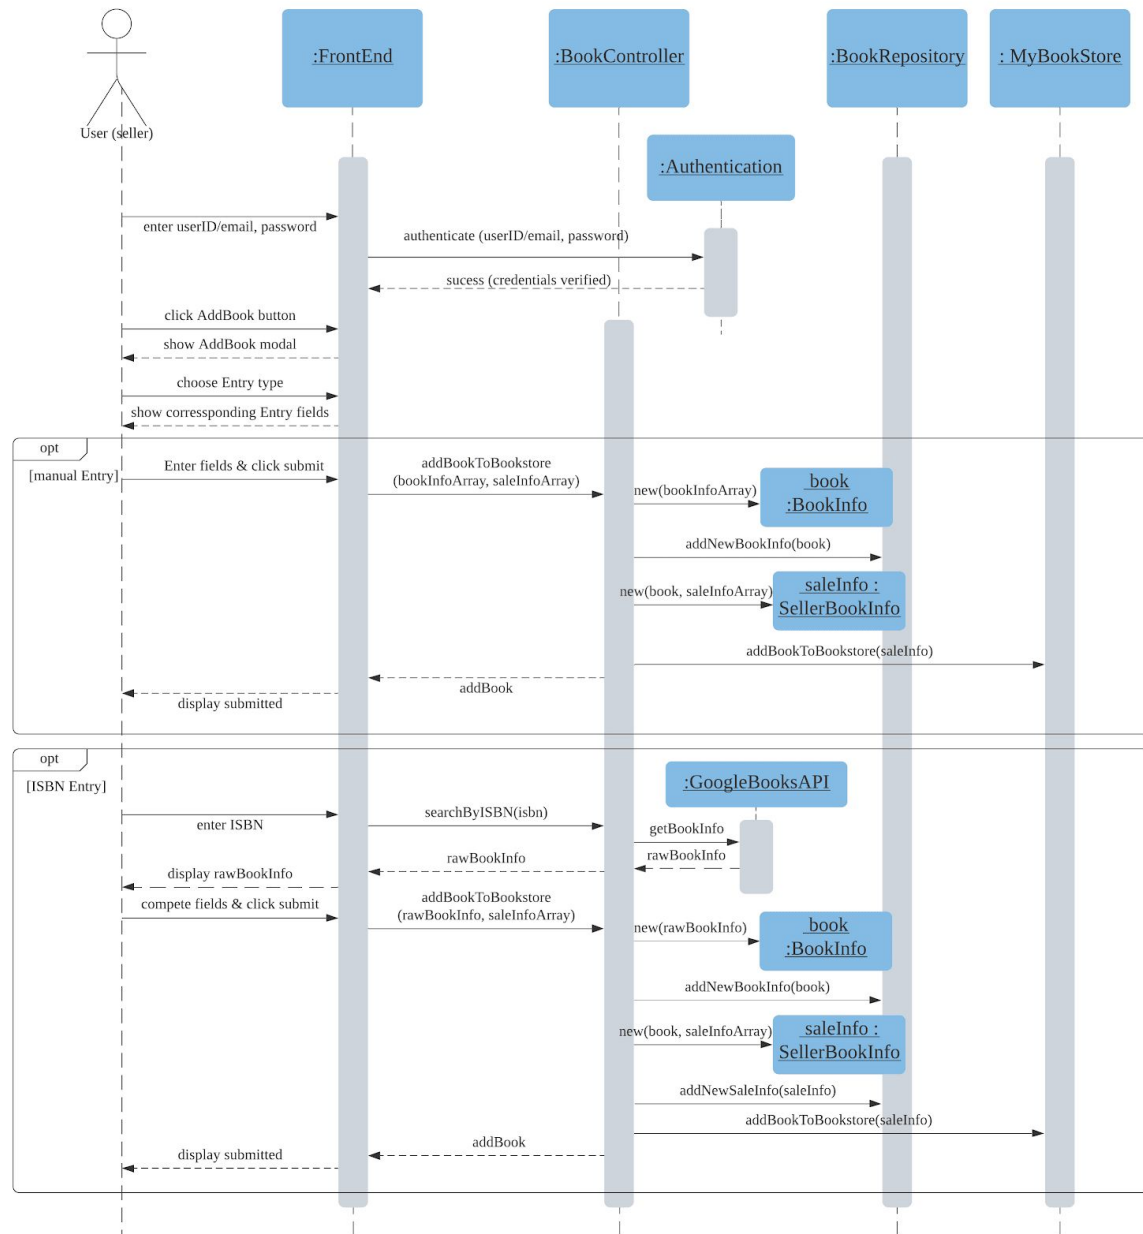 :FrontEnd
:BookController
:BookRepository
: MyBookStore
User (seller)
:Authentication
enter userID/email, password
authenticate (userID/email, password)
sucess (credentials verified)
click AddBook button
show AddBook modal
choose Entry type
show corressponding Entry fields
opt
[manual Entry]
Enter fields & click submit
addBookToBookstore
(bookInfoArray, saleInfoArray)
new(bookInfoArray)
book
:BookInfo
addNewBookInfo(book)
new(book, saleInfoArray)
saleInfo :
SellerBookInfo
addBookToBookstore(saleInfo)
addBook
display submitted
opt
[ISBN Entry]
:GoogleBooksAPI
enter ISBN
searchByISBN(isbn)
getBookInfo
rawBookInfo
rawBookInfo
display rawBookInfo
compete fields & click submit
addBookToBookstore
(rawBookInfo, saleInfoArray)
new(rawBookInfo)
book
:BookInfo
addNewBookInfo(book)
new(book, saleInfoArray)
saleInfo :
SellerBookInfo
addNewSaleInfo(saleInfo)
addBookToBookstore(saleInfo)
addBook
display submitted